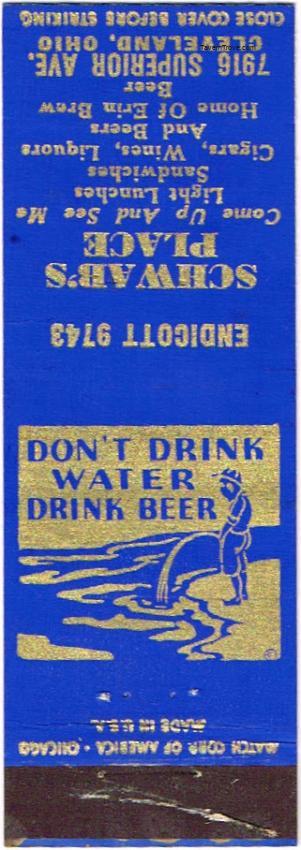 DON'T DRINK
WATER
DRINK BEER
MATCH CORP OF AMERICA • CHICAGO
MADE IN U.S.A.
ENDICOTT 9743
SCHWAB'S
PLACE
Come Up And See Me
Light Lunches
Sandwiches
Cigars, Wines, Liquors
And Beers
Home Of Erin Brew
Beer
7916 SUPERIOR AVE.
CLEVELAND, OHIO
CLOSE COVER BEFORE STRIKING